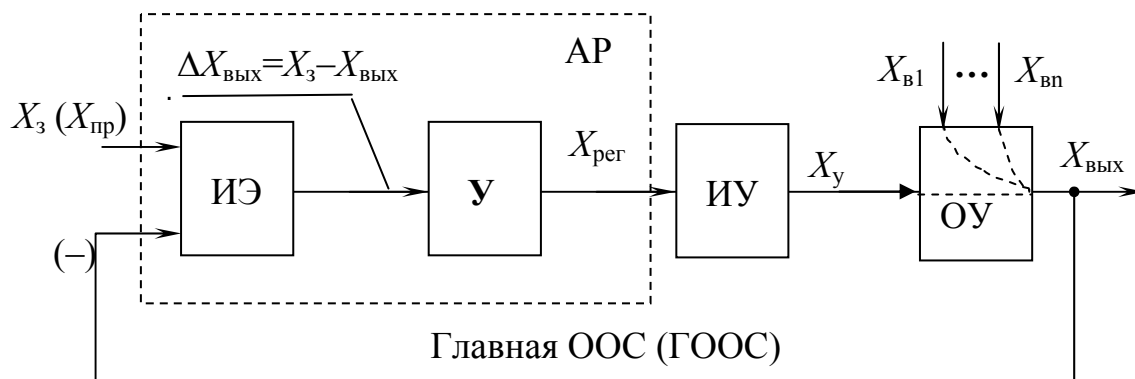 АР
ΔXвых=Xз–Xвых
Xв1 ••• Xвn
Xз (Xпр)
Xрег
Xу
Xвых
ИЭ
У
ИУ
ОУ
(–)
Главная ООС (ГООС)